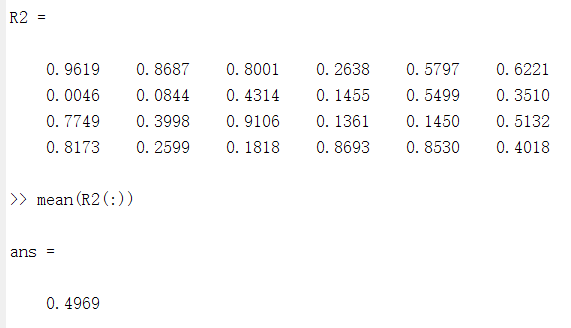 R2 =
0.9619 0.8687 0.8001 0.2638 0.5797 0.6221
0.0046 0.0844 0.4314 0.1455 0.5499 0.3510
0.7749 0.3998 0.9106 0.1361 0.1450 0.5132
0.8173 0.2599 0.1818 0.8693 0.8530 0.4018
>> mean(R2(:))
ans =
0.4969